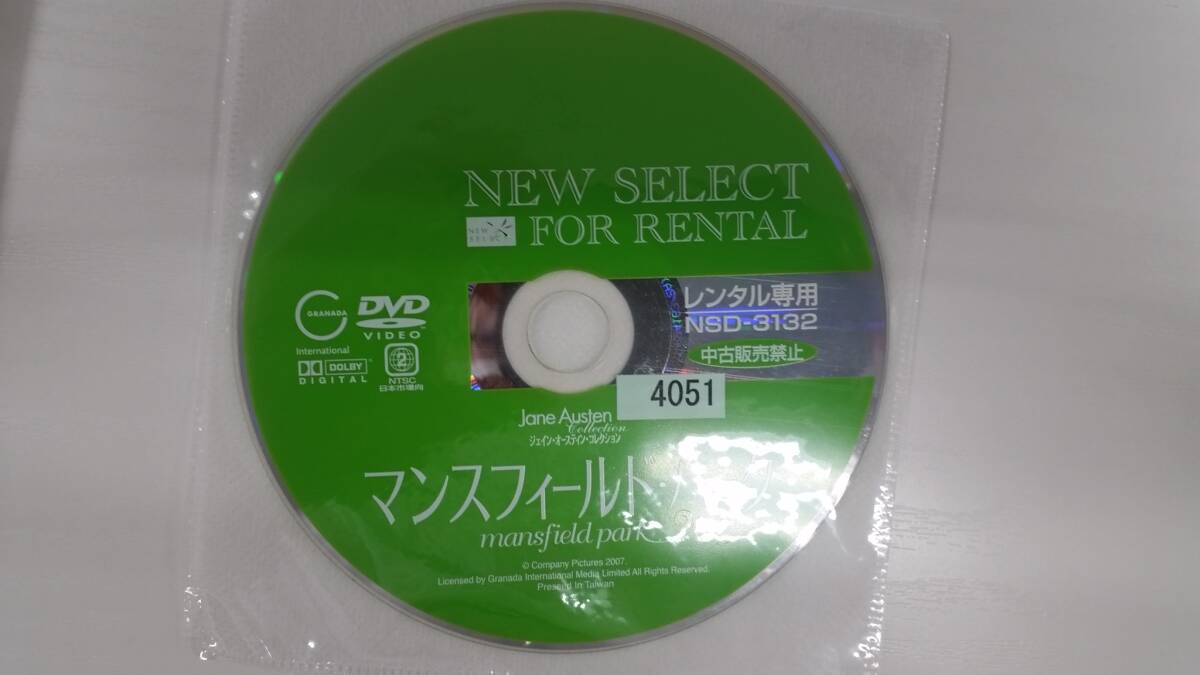 NEW SELECT
NEW
SELECT
FOR RENTAL
レンタル専用
NSD-3132
中古販売禁止
GRANADA
International
DVD
VIDEO
DOLBY
DIGITAL
2
NTSC
日本市場向
4051
Jane Austen
Collection
ジェイン・オースティン・コレクション
マンスフィールド・パーク
mansfield park
© Company Pictures 2007.
Licensed by Granada International Media Limited All Rights Reserved.
Presend In Taiwan